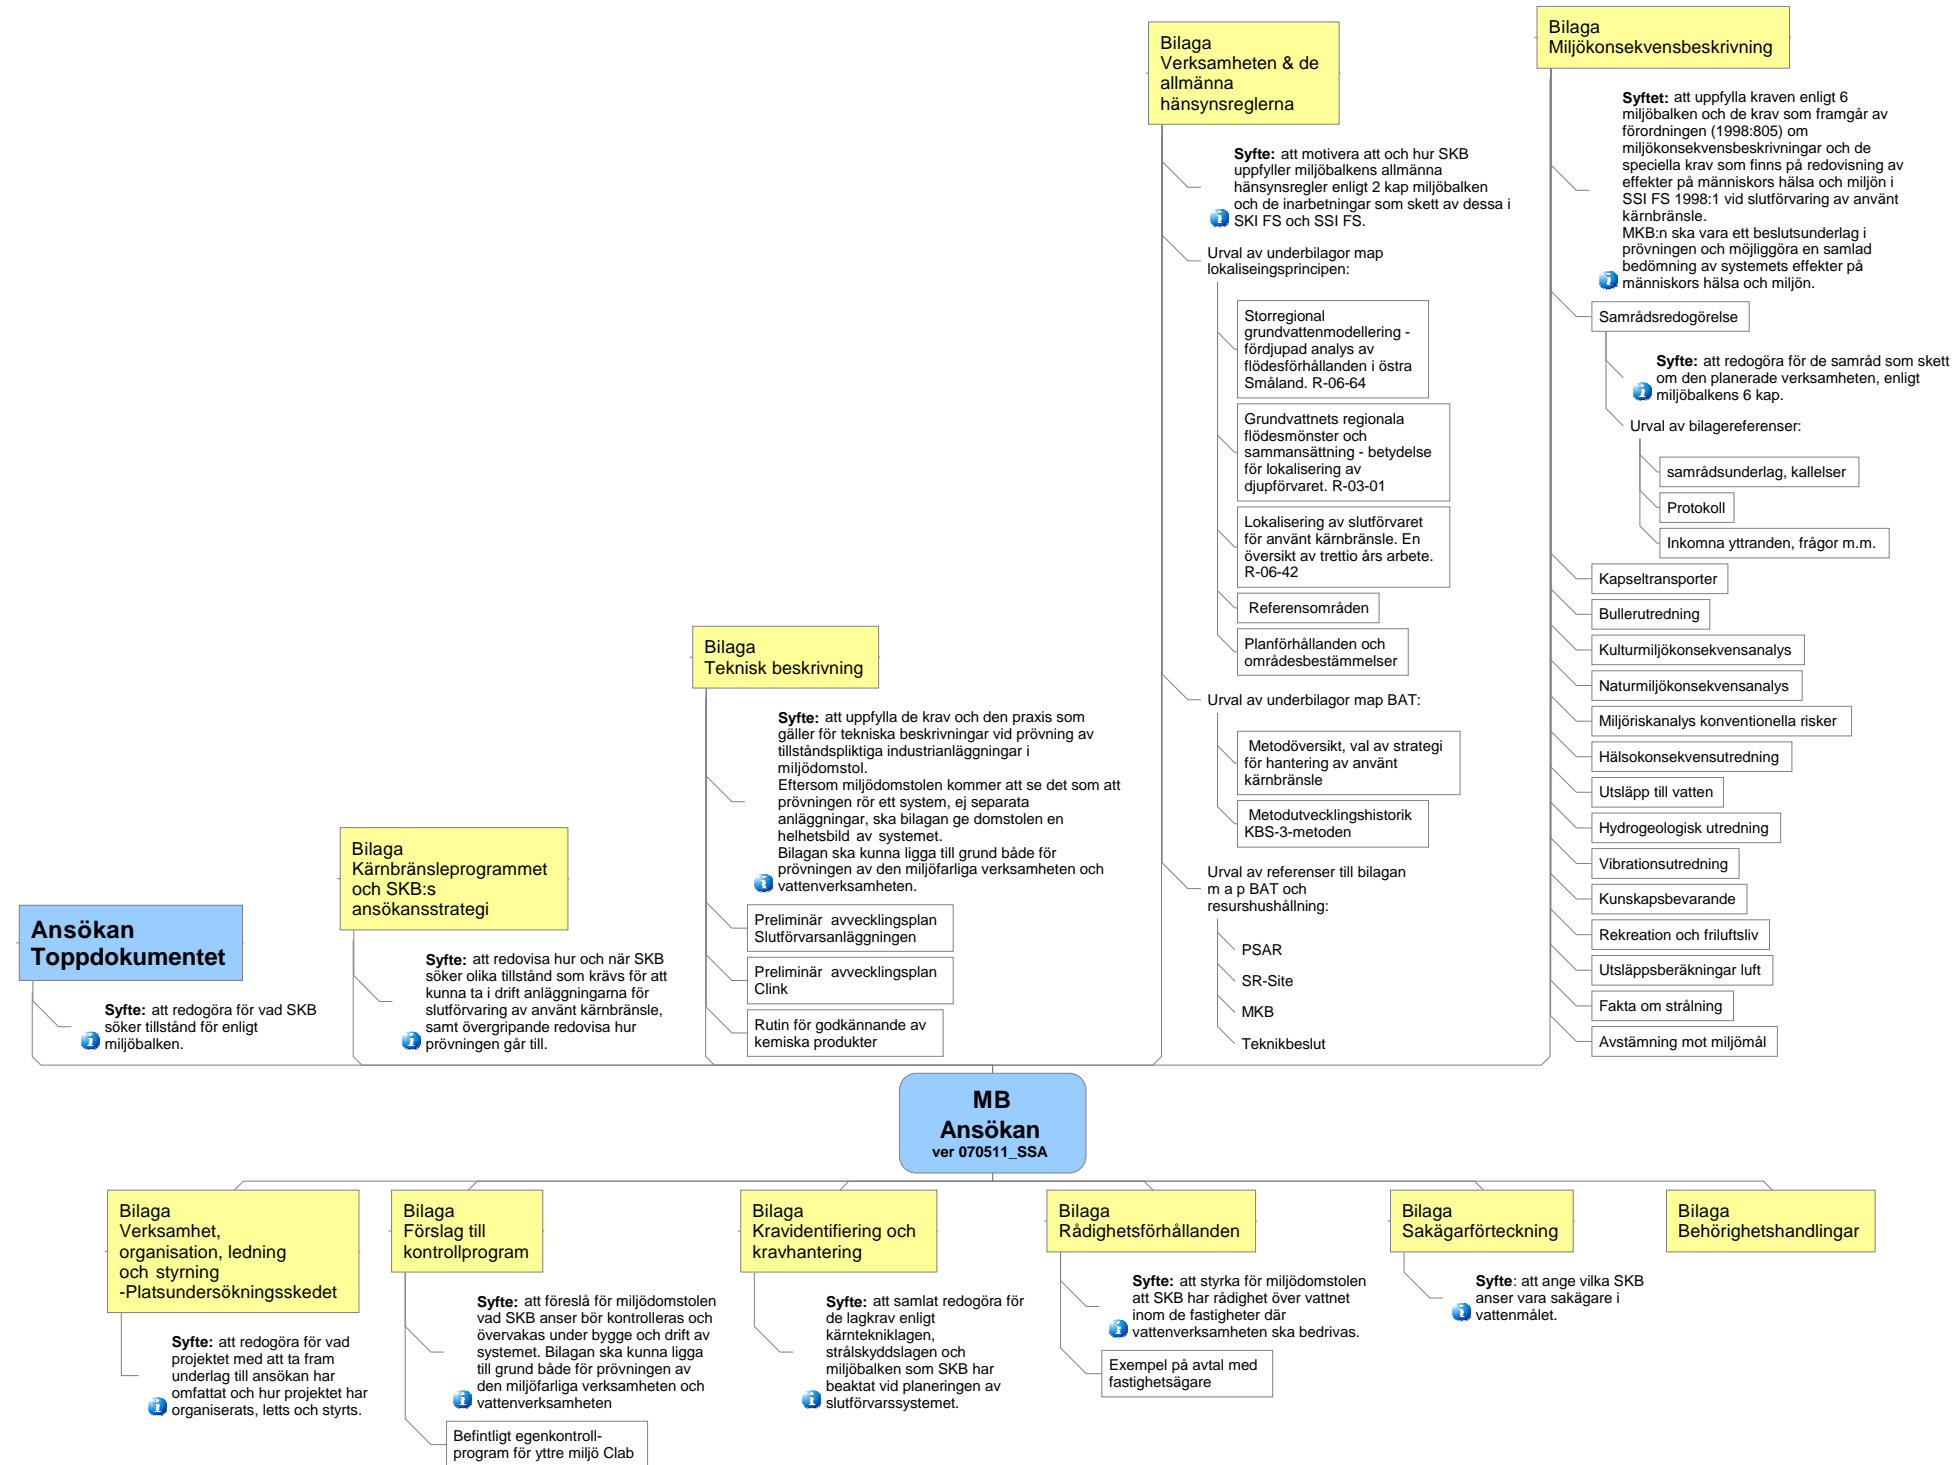 Ansökan
Toppdokumentet
Syfte: att redogöra för vad SKB
söker tillstånd för enligt
miljöbalken.
Bilaga
Kärnbränsleprogrammet
och SKB:s
ansökansstrategi
Syfte: att redovisa hur och när SKB
söker olika tillstånd som krävs för att
kunna ta i drift anläggningarna för
slutförvaring av använt kärnbränsle,
samt övergripande redovisa hur
prövningen går till.
Bilaga
Teknisk beskrivning
Syfte: att uppfylla de krav och den praxis som
gäller för tekniska beskrivningar vid prövning av
tillståndspliktiga industrianläggningar i
miljödomstol.
Eftersom miljödomstolen kommer att se det som att
prövningen rör ett system, ej separata
anläggningar, ska bilagan ge domstolen en
helhetsbild av systemet.
Bilagan ska kunna ligga till grund både för
prövningen av den miljöfarliga verksamheten och
vattenverksamheten.
Preliminär avvecklingsplan
Slutförvarsanläggningen
Preliminär avvecklingsplan
Clink
Rutin för godkännande av
kemiska produkter
Bilaga
Verksamheten & de
allmänna
hänsynsreglerna
Syfte: att motivera att och hur SKB
uppfyller miljöbalkens allmänna
hänsynsregler enligt 2 kap miljöbalken
och de inarbetningar som skett av dessa i
SKI FS och SSI FS.
Urval av underbilagor map
lokaliseingsprincipen:
Storregional
grundvattenmodellering -
fördjupad analys av
flödesförhållanden i östra
Småland. R-06-64
Grundvattnets regionala
flödesmönster och
sammansättning - betydelse
för lokalisering av
djupförvaret. R-03-01
Lokalisering av slutförvaret
för använt kärnbränsle. En
översikt av trettio års arbete.
R-06-42
Referensområden
Planförhållanden och
områdesbestämmelser
Urval av underbilagor map BAT:
Metodöversikt, val av strategi
för hantering av använt
kärnbränsle
Metodutvecklingshistorik
KBS-3-metoden
Urval av referenser till bilagan
m a p BAT och
resurshushållning:
PSAR
SR-Site
MKB
Teknikbeslut
Bilaga
Miljökonsekvensbeskrivning
Syftet: att uppfylla kraven enligt 6
miljöbalken och de krav som framgår av
förordningen (1998:805) om
miljökonsekvensbeskrivningar och de
speciella krav som finns på redovisning av
effekter på människors hälsa och miljön i
SSI FS 1998:1 vid slutförvaring av använt
kärnbränsle.
MKB:n ska vara ett beslutsunderlag i
prövningen och möjliggöra en samlad
bedömning av systemets effekter på
människors hälsa och miljön.
Samrådsredogörelse
Syfte: att redogöra för de samråd som skett
om den planerade verksamheten, enligt
miljöbalkens 6 kap.
Urval av bilagereferenser:
samrådsunderlag, kallelser
Protokoll
Inkomna yttranden, frågor m.m.
Kapseltransporter
Bullerutredning
Kulturmiljökonsekvensanalys
Naturmiljökonsekvensanalys
Miljöriskanalys konventionella risker
Hälsokonsekvensutredning
Utsläpp till vatten
Hydrogeologisk utredning
Vibrationsutredning
Kunskapsbevarande
Rekreation och friluftsliv
Utsläppsberäkningar luft
Fakta om strålning
Avstämning mot miljömål
MB
Ansökan
ver 070511_SSA
Bilaga
Verksamhet,
organisation, ledning
och styrning
-Platsundersökningsskedet
Syfte: att redogöra för vad
projektet med att ta fram
underlag till ansökan har
omfattat och hur projektet har
organiserats, letts och styrts.
Bilaga
Förslag till
kontrollprogram
Syfte: att föreslå för miljödomstolen
vad SKB anser bör kontrolleras och
övervakas under bygge och drift av
systemet. Bilagan ska kunna ligga
till grund både för prövningen av
den miljöfarliga verksamheten och
vattenverksamheten
Befintligt egenkontroll-
program för yttre miljö Clab
Bilaga
Kravidentifiering och
kravhantering
Syfte: att samlat redogöra för
de lagkrav enligt
kärntekniklagen,
strålskyddslagen och
miljöbalken som SKB har
beaktat vid planeringen av
slutförvarssystemet.
Bilaga
Rådighetsförhållanden
Syfte: att styrka för miljödomstolen
att SKB har rådighet över vattnet
inom de fastigheter där
vattenverksamheten ska bedrivas.
Exempel på avtal med
fastighetsägare
Bilaga
Sakägarförteckning
Syfte: att ange vilka SKB
anser vara sakägare i
vattenmålet.
Bilaga
Behörighetshandlingar